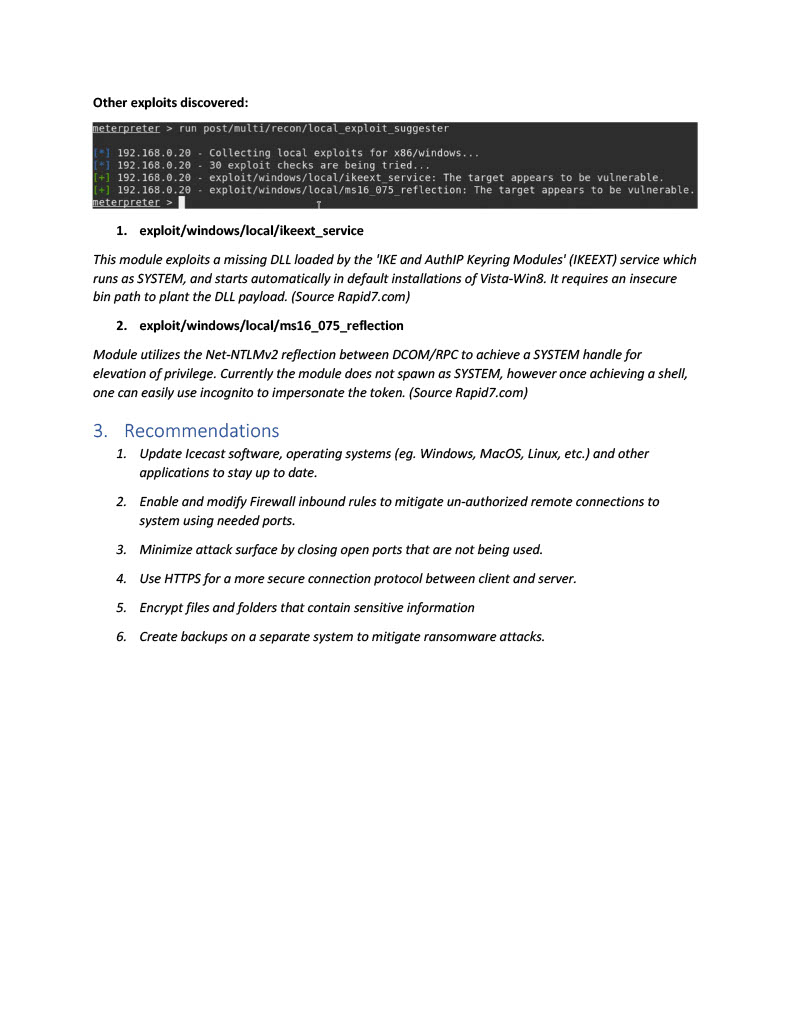 Other exploits discovered:
meterpreter > run post/multi/recon/local_exploit_suggester
[*] 192.168.0.20 - Collecting local exploits for x86/windows...
[*] 192.168.0.20 - 30 exploit checks are being tried...
[+] 192.168.0.20 - exploit/windows/local/ikeext_service: The target appears to be vulnerable.
[+] 192.168.0.20 - exploit/windows/local/ms16_075_reflection: The target appears to be vulnerable.
meterpreter >
1. exploit/windows/local/ikeext_service
This module exploits a missing DLL loaded by the 'IKE and AuthIP Keyring Modules' (IKEEXT) service which
runs as SYSTEM, and starts automatically in default installations of Vista-Win8. It requires an insecure
bin path to plant the DLL payload. (Source Rapid7.com)
2. exploit/windows/local/ms16_075_reflection
Module utilizes the Net-NTLMv2 reflection between DCOM/RPC to achieve a SYSTEM handle for
elevation of privilege. Currently the module does not spawn as SYSTEM, however once achieving a shell,
one can easily use incognito to impersonate the token. (Source Rapid7.com)
3. Recommendations
1. Update Icecast software, operating systems (eg. Windows, MacOS, Linux, etc.) and other
applications to stay up to date.
2. Enable and modify Firewall inbound rules to mitigate un-authorized remote connections to
system using needed ports.
3. Minimize attack surface by closing open ports that are not being used.
4. Use HTTPS for a more secure connection protocol between client and server.
5. Encrypt files and folders that contain sensitive information
6. Create backups on a separate system to mitigate ransomware attacks.